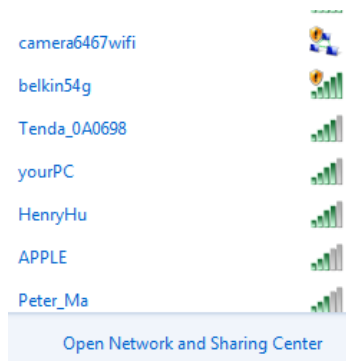 camera6467wifi
belkin54g
Tenda_0A0698
yourPC
HenryHu
APPLE
Peter_Ma
Open Network and Sharing Center